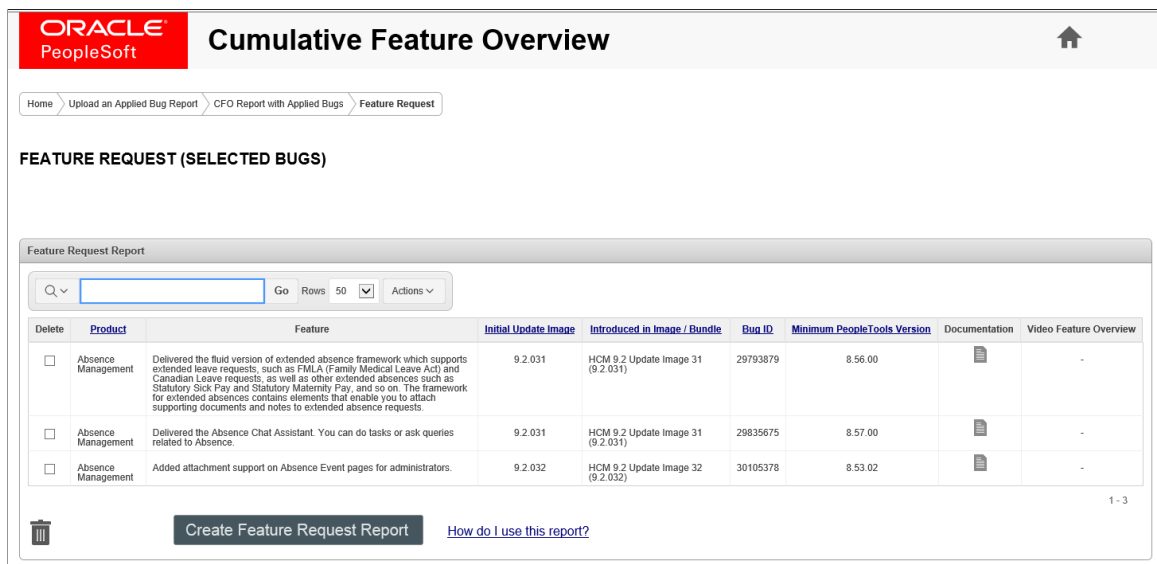 ORACLE
PeopleSoft
Cumulative Feature Overview
Home Upload an Applied Bug Report CFO Report with Applied Bugs Feature Request
FEATURE REQUEST (SELECTED BUGS)
Feature Request Report
Go Rows 50 Actions
Delete Product Feature Initial Update Image Introduced in Image / Bundle Bug ID Minimum PeopleTools Version Documentation Video Feature Overview
Absence Delivered the fluid version of extended absence framework which supports 9.2.031 HCM 9.2 Update Image 31 29793879 8.56.00 -
Management extended leave requests, such as FMLA (Family Medical Leave Act) and (9.2.031)
Canadian Leave requests, as well as other extended absences such as
Statutory Sick Pay and Statutory Maternity Pay, and so on. The framework
for extended absences contains elements that enable you to attach
supporting documents and notes to extended absence requests.
Absence Delivered the Absence Chat Assistant. You can do tasks or ask queries 9.2.031 HCM 9.2 Update Image 31 29835675 8.57.00 -
Management related to Absence. (9.2.031)
Absence Added attachment support on Absence Event pages for administrators. 9.2.032 HCM 9.2 Update Image 32 30105378 8.53.02 -
Management (9.2.032)
1 - 3
Create Feature Request Report How do I use this report?